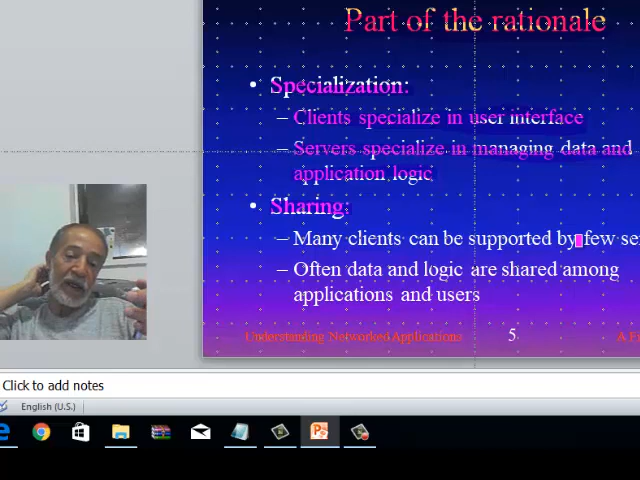 Part of the rationale
• Specialization:
– Clients specialize in user interface
– Servers specialize in managing data and
application logic
• Sharing:
– Many clients can be supported by few
– Often data and logic are shared among
applications and users
Understanding Networked Applications 5 A
Click to add notes
English (U.S.)